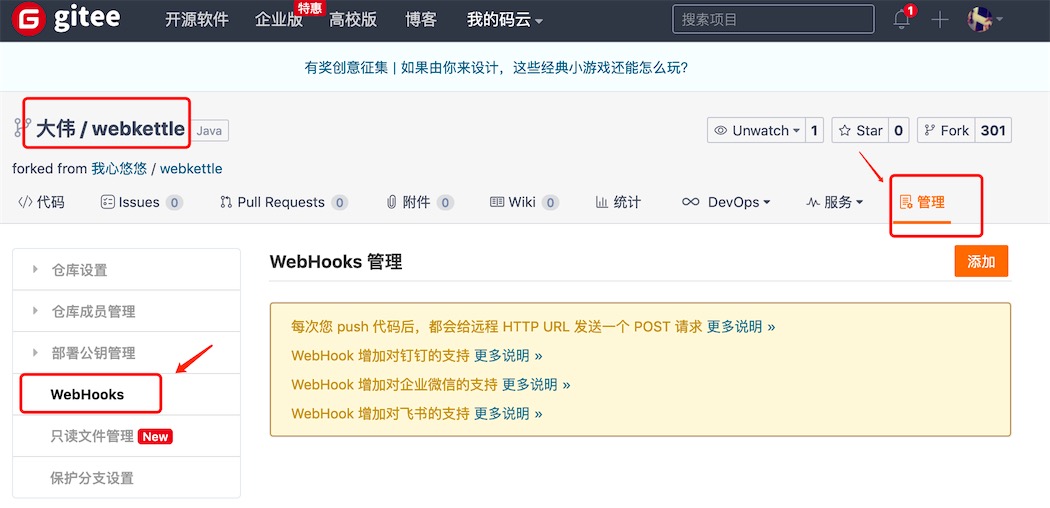 G gitee 开源软件 企业版 特惠 高校版 博客 我的码云 搜索项目 1
有奖创意征集 | 如果由你来设计，这些经典小游戏还能怎么玩？
大伟 / webkettle Java Unwatch 1 Star 0 Fork 301
forked from 我心悠悠 / webkettle
代码 Issues 0 Pull Requests 0 附件 0 Wiki 0 统计 DevOps 服务 管理
WebHooks 管理 添加
仓库设置
仓库成员管理
部署公钥管理
WebHooks
只读文件管理 New
保护分支设置
每次您 push 代码后，都会给远程 HTTP URL 发送一个 POST 请求 更多说明 »
WebHook 增加对钉钉的支持 更多说明 »
WebHook 增加对企业微信的支持 更多说明 »
WebHook 增加对飞书的支持 更多说明 »